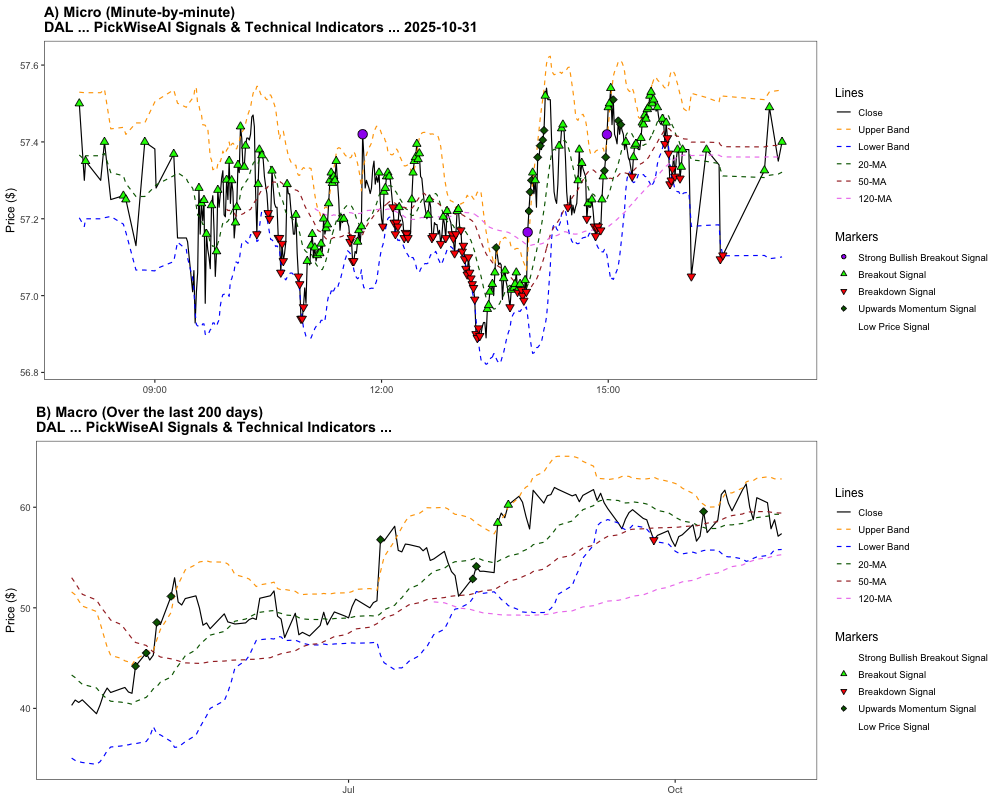 A) Micro (Minute-by-minute)
DAL ... PickWiseAI Signals & Technical Indicators ... 2025-10-31
57.6
57.4
57.2
57.0
56.8
Price ($)
09:00
12:00
15:00
Lines
Close
Upper Band
Lower Band
20-MA
50-MA
120-MA
Markers
Strong Bullish Breakout Signal
Breakout Signal
Breakdown Signal
Upwards Momentum Signal
Low Price Signal
B) Macro (Over the last 200 days)
DAL ... PickWiseAI Signals & Technical Indicators ...
60
50
40
Price ($)
Jul
Oct
Lines
Close
Upper Band
Lower Band
20-MA
50-MA
120-MA
Markers
Strong Bullish Breakout Signal
Breakout Signal
Breakdown Signal
Upwards Momentum Signal
Low Price Signal